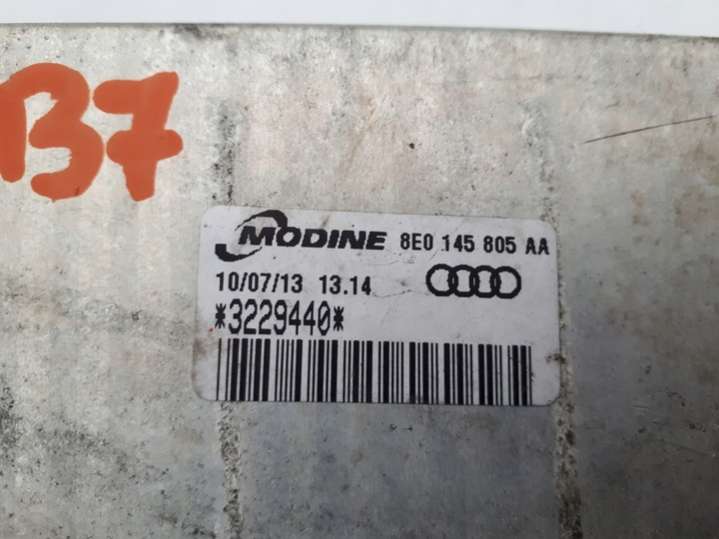 B7
MODINE 8E0 145 805 AA
10/07/13 13.14
*3229440*